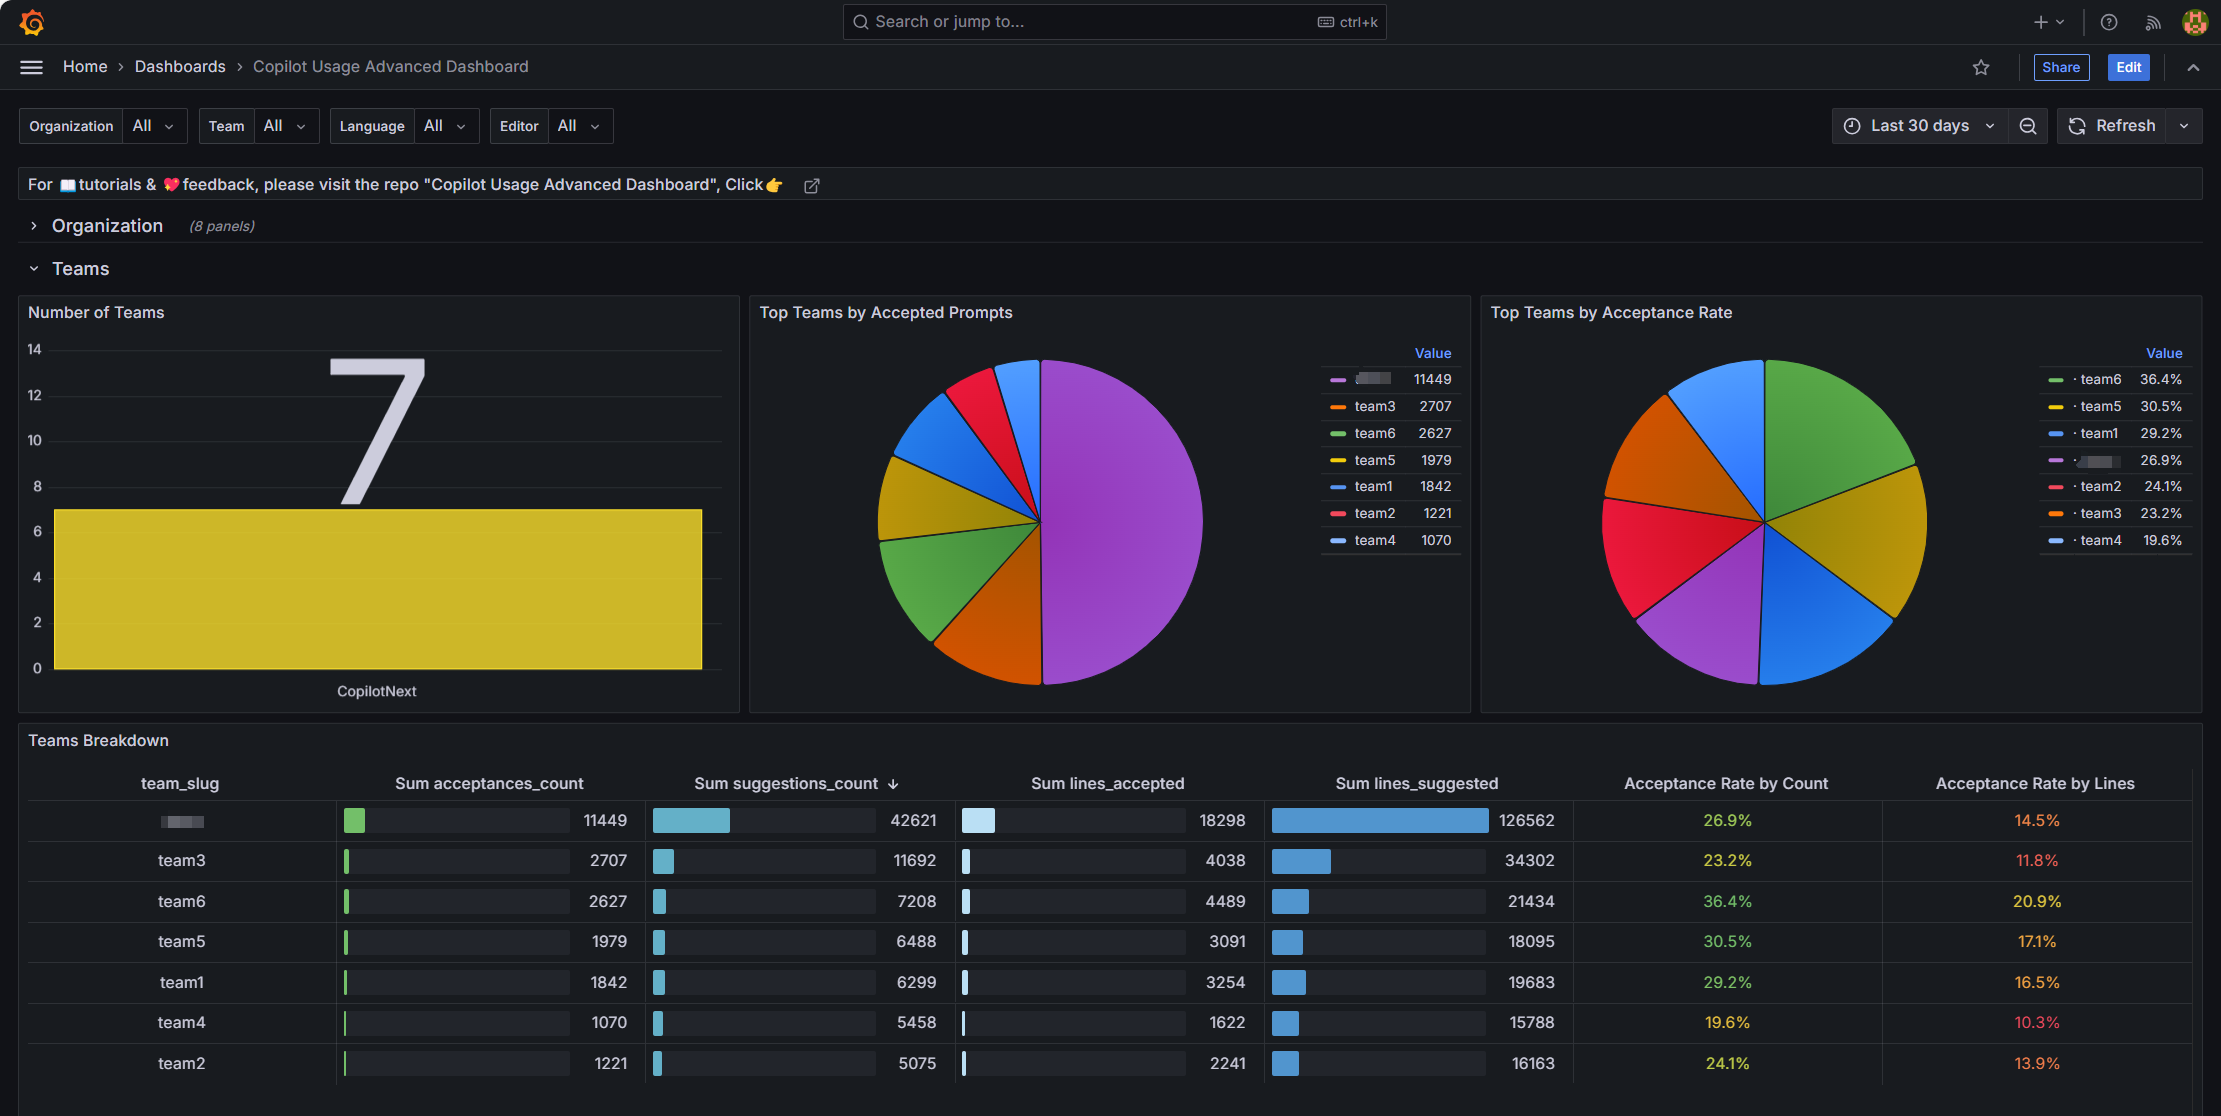 Search or jump to... ctrl+k
Home › Dashboards › Copilot Usage Advanced Dashboard
Share Edit
Organization All Team All Language All Editor All
Last 30 days Refresh
For 📖tutorials & 💖feedback, please visit the repo "Copilot Usage Advanced Dashboard", Click👉
Organization (8 panels)
Teams
Number of Teams
14
12
10
8
6
4
2
0
7
CopilotNext
Top Teams by Accepted Prompts
Value
11449
team3 2707
team6 2627
team5 1979
team1 1842
team2 1221
team4 1070
Top Teams by Acceptance Rate
Value
· team6 36.4%
· team5 30.5%
· team1 29.2%
· 26.9%
· team2 24.1%
· team3 23.2%
· team4 19.6%
Teams Breakdown
team_slug Sum acceptances_count Sum suggestions_count ↓ Sum lines_accepted Sum lines_suggested Acceptance Rate by Count Acceptance Rate by Lines
11449 42621 18298 126562 26.9% 14.5%
team3 2707 11692 4038 34302 23.2% 11.8%
team6 2627 7208 4489 21434 36.4% 20.9%
team5 1979 6488 3091 18095 30.5% 17.1%
team1 1842 6299 3254 19683 29.2% 16.5%
team4 1070 5458 1622 15788 19.6% 10.3%
team2 1221 5075 2241 16163 24.1% 13.9%